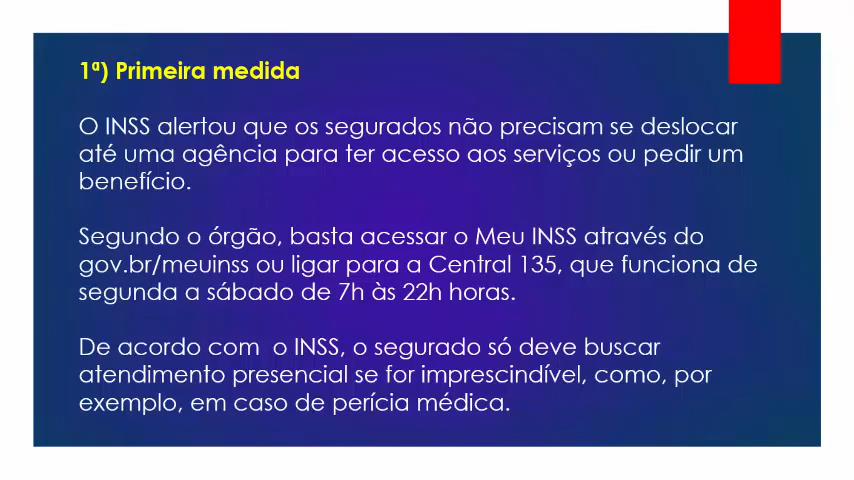 1ª) Primeira medida
O INSS alertou que os segurados não precisam se deslocar
até uma agência para ter acesso aos serviços ou pedir um
benefício.
Segundo o órgão, basta acessar o Meu INSS através do
gov.br/meuinss ou ligar para a Central 135, que funciona de
segunda a sábado de 7h às 22h horas.
De acordo com  o INSS, o segurado só deve buscar
atendimento presencial se for imprescindível, como, por
exemplo, em caso de perícia médica.